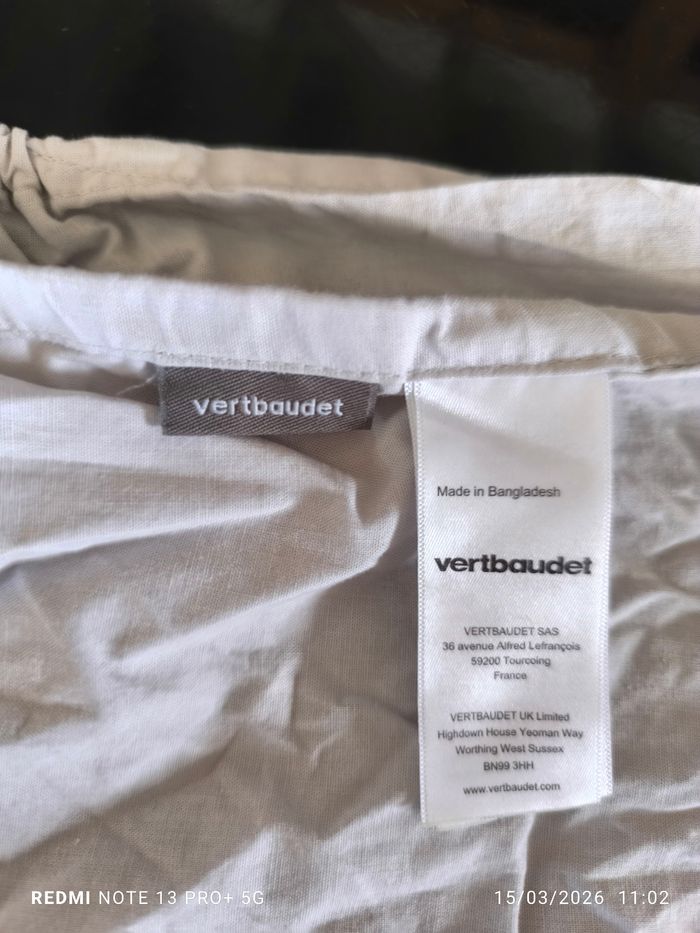 vertbaudet
Made in Bangladesh
vertbaudet
VERTBAUDET SAS
36 avenue Alfred Lefrançois
59200 Tourcoing
France
VERTBAUDET UK Limited
Highdown House Yeoman Way
Worthing West Sussex
BN99 3HH
www.vertbaudet.com
REDMI NOTE 13 PRO+ 5G
15/03/2026 11:02